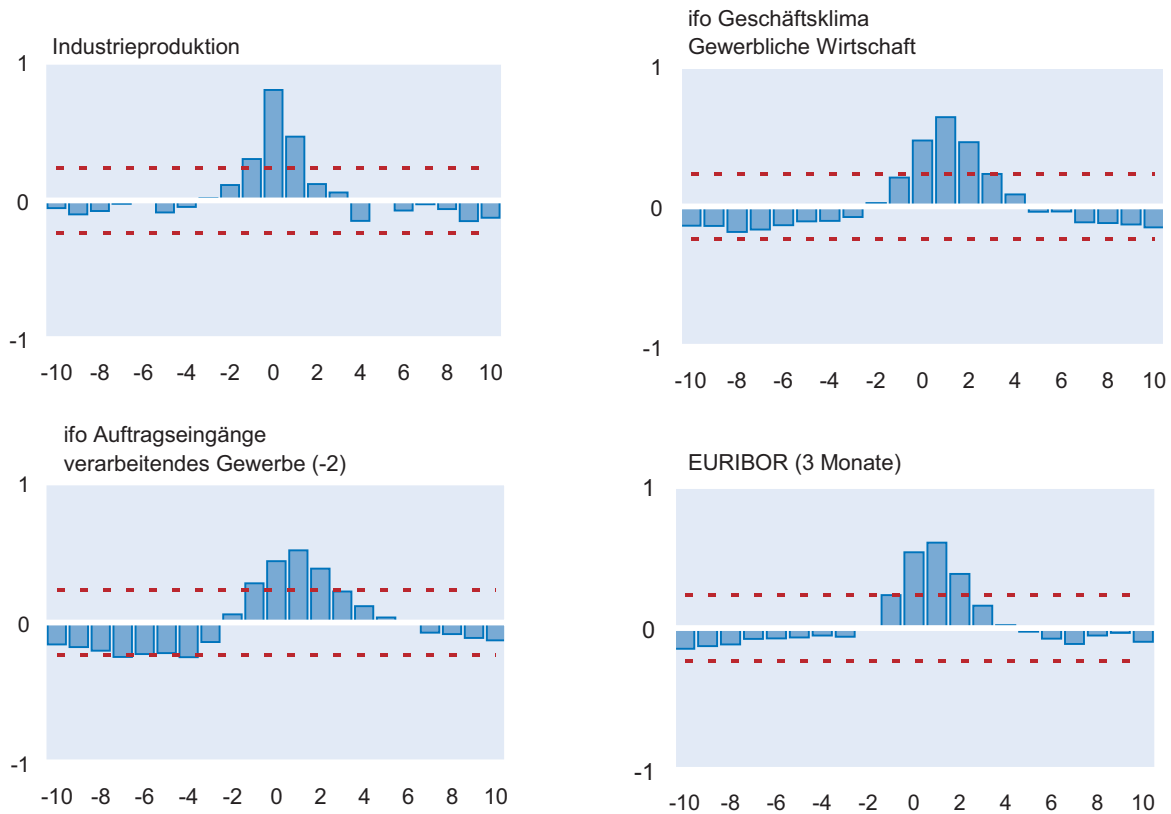 Industrieproduktion
1
0
-1
-10 -8 -6 -4 -2 0 2 4 6 8 10
ifo Geschäftsklima
Gewerbliche Wirtschaft
1
0
-1
-10 -8 -6 -4 -2 0 2 4 6 8 10
ifo Auftragseingänge
verarbeitendes Gewerbe (-2)
1
0
-1
-10 -8 -6 -4 -2 0 2 4 6 8 10
EURIBOR (3 Monate)
1
0
-1
-10 -8 -6 -4 -2 0 2 4 6 8 10